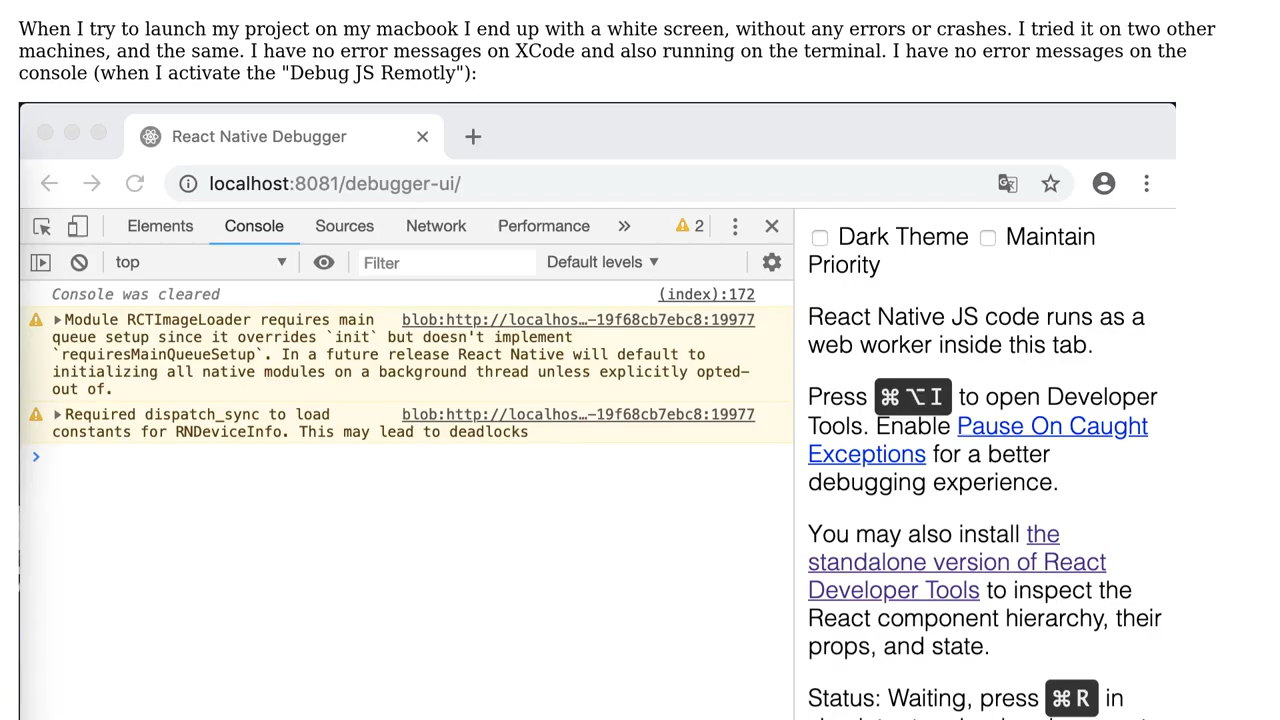 When I try to launch my project on my macbook I end up with a white screen, without any errors or crashes. I tried it on two other
machines, and the same. I have no error messages on XCode and also running on the terminal. I have no error messages on the
console (when I activate the "Debug JS Remotly"):
React Native Debugger
localhost:8081/debugger-ui/
Elements Console Sources Network Performance » 2
top Filter Default levels
Console was cleared (index):172
Module RCTImageLoader requires main blob:http://localhos…-19f68cb7ebc8:19977
queue setup since it overrides `init` but doesn't implement
`requiresMainQueueSetup`. In a future release React Native will default to
initializing all native modules on a background thread unless explicitly opted-
out of.
Required dispatch_sync to load blob:http://localhos…-19f68cb7ebc8:19977
constants for RNDeviceInfo. This may lead to deadlocks
Dark Theme Maintain
Priority
React Native JS code runs as a
web worker inside this tab.
Press ⌘⌥I to open Developer
Tools. Enable Pause On Caught
Exceptions for a better
debugging experience.
You may also install the
standalone version of React
Developer Tools to inspect the
React component hierarchy, their
props, and state.
Status: Waiting, press ⌘R in